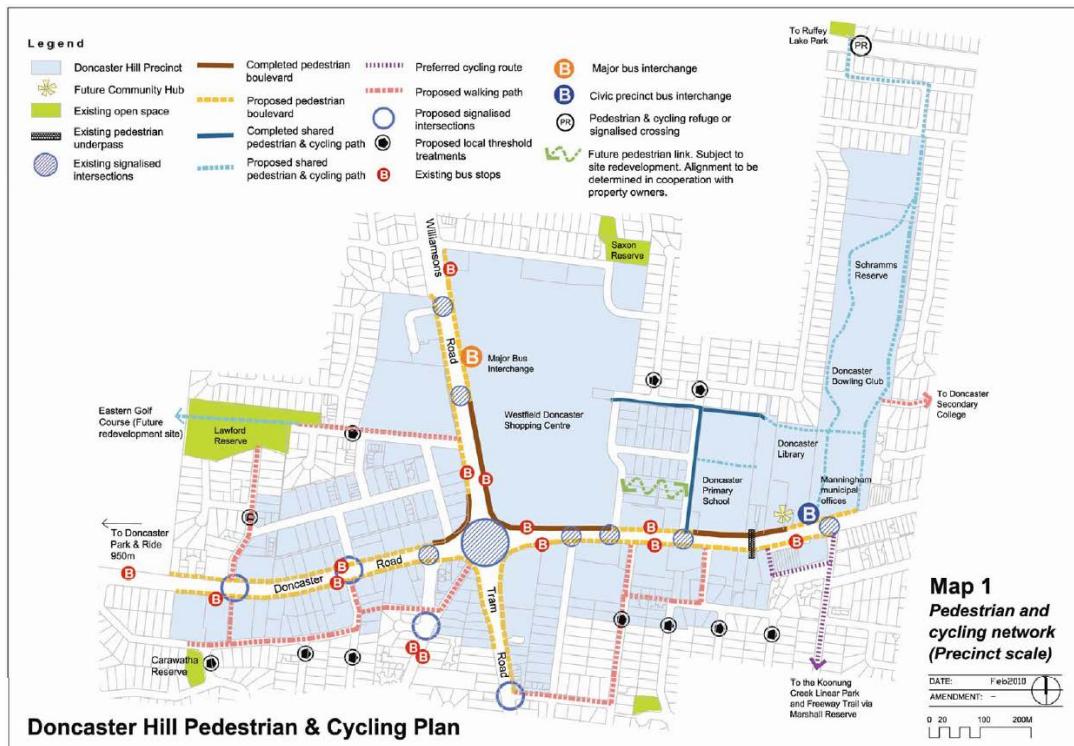 Legend
Doncaster Hill Precinct
Future Community Hub
Existing open space
Existing pedestrian
underpass
Existing signalised
intersections
Completed pedestrian
boulevard
Proposed pedestrian
boulevard
Completed shared
pedestrian & cycling path
Proposed shared
pedestrian & cycling path
Preferred cycling route
Proposed walking path
Proposed signalised
intersections
Proposed local threshold
treatments
B
Existing bus stops
B
Major bus interchange
B
Civic precinct bus interchange
PR
Pedestrian & cycling refuge or
signalised crossing
Future pedestrian link. Subject to
site redevelopment. Alignment to be
determined in cooperation with
property owners.
To Ruffey
Lake Park
PR
Williamsons
Road
B
Saxon
Reserve
Schramms
Reserve
B
Major Bus
Interchange
Doncaster
Bowling Club
To Doncaster
Secondary
College
Eastern Golf
Course (Future
redevelopment site)
Lawford
Reserve
Westfield Doncaster
Shopping Centre
Doncaster
Library
Doncaster
Primary
School
Manningham
municipal
offices
B
B
B
B
B
B
B
B
B
To Doncaster
Park & Ride
950m
B
B
B
B
Doncaster
Road
Tram
Road
B
B
Carawatha
Reserve
To the Koonung
Creek Linear Park
and Freeway Trail via
Marshall Reserve
Map 1
Pedestrian and
cycling network
(Precinct scale)
DATE: Feb2010
AMENDMENT: –
0 20 100 200M
Doncaster Hill Pedestrian & Cycling Plan